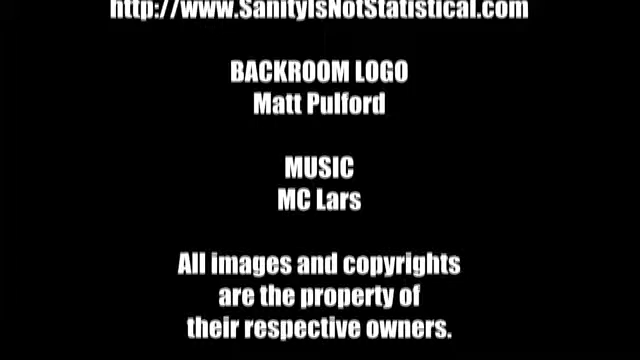 http://www.SanityIsNotStatistical.com
BACKROOM LOGO
Matt Pulford
MUSIC
MC Lars
All images and copyrights
are the property of
their respective owners.